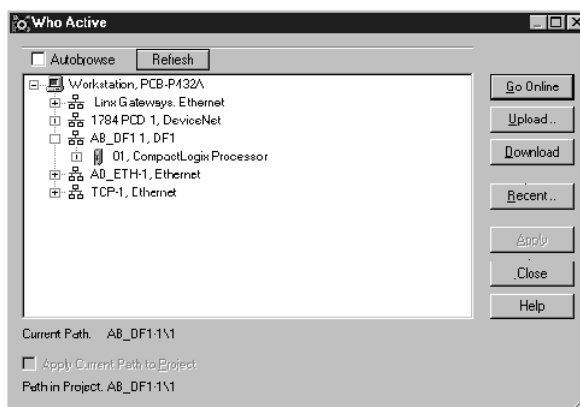 Who Active
Autobrowse
Refresh
Workstation, PCB-P432A
Linx Gateways, Ethernet
1784 PCD 1, DeviceNet
AB_DF1 1, DF1
01, CompactLogix Processor
AB_ETH-1, Ethernet
TCP-1, Ethernet
Go Online
Upload..
Download
Recent..
Apply
Close
Help
Current Path. AB_DF1-1\1
Apply Current Path to Project
Path in Project. AB_DF1-1\1